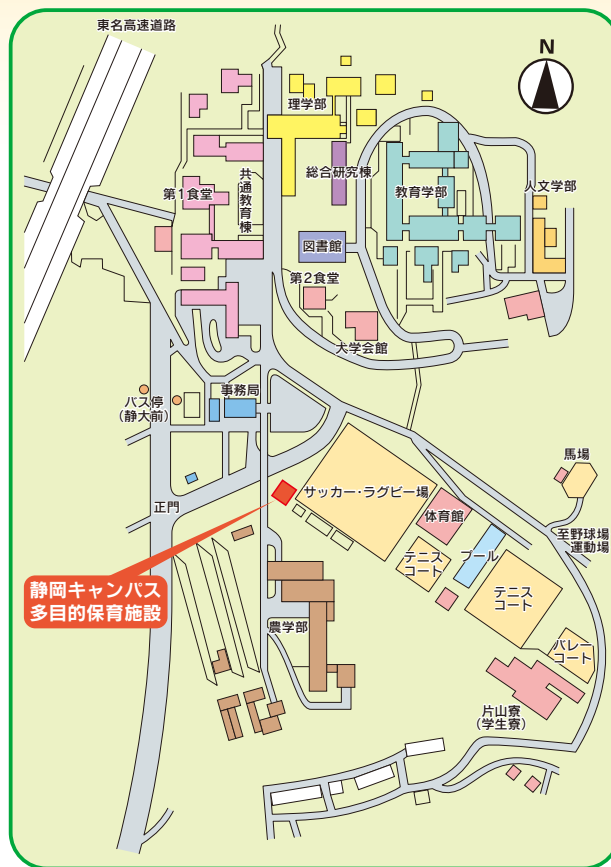 東名高速道路
N
理学部
総合研究棟
第1食堂
共通教育棟
教育学部
人文学部
図書館
第2食堂
大学会館
バス停
(静大前)
事務局
正門
サッカー・ラグビー場
馬場
体育館
至野球場
運動場
テニス
コート
プール
テニス
コート
静岡キャンパス
多目的保育施設
農学部
バレー
コート
片山寮
(学生寮)